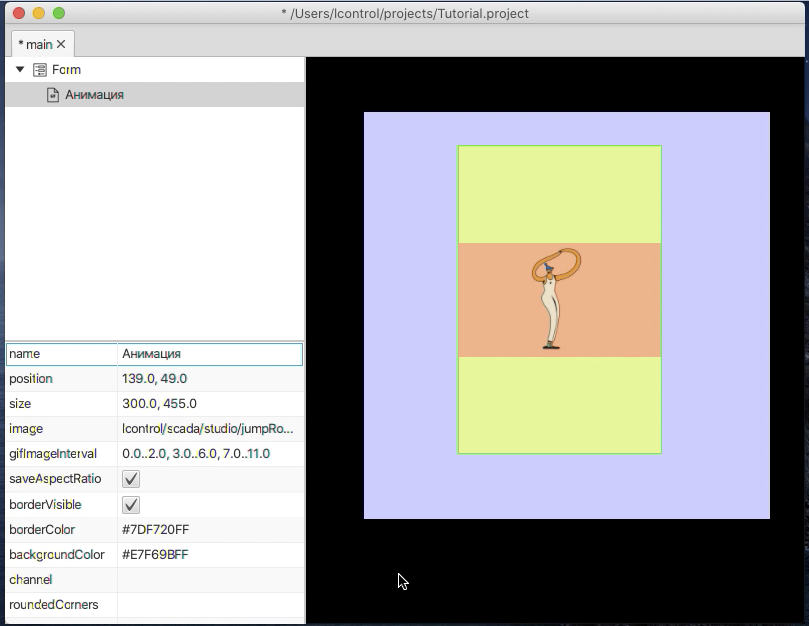 * /Users/lcontrol/projects/Tutorial.project
* main
Form
Анимация
name Анимация
position 139.0, 49.0
size 300.0, 455.0
image lcontrol/scada/studio/jumpRo...
gifImageInterval 0.0..2.0, 3.0..6.0, 7.0..11.0
saveAspectRatio
borderVisible
borderColor #7DF720FF
backgroundColor #E7F69BFF
channel
roundedCorners